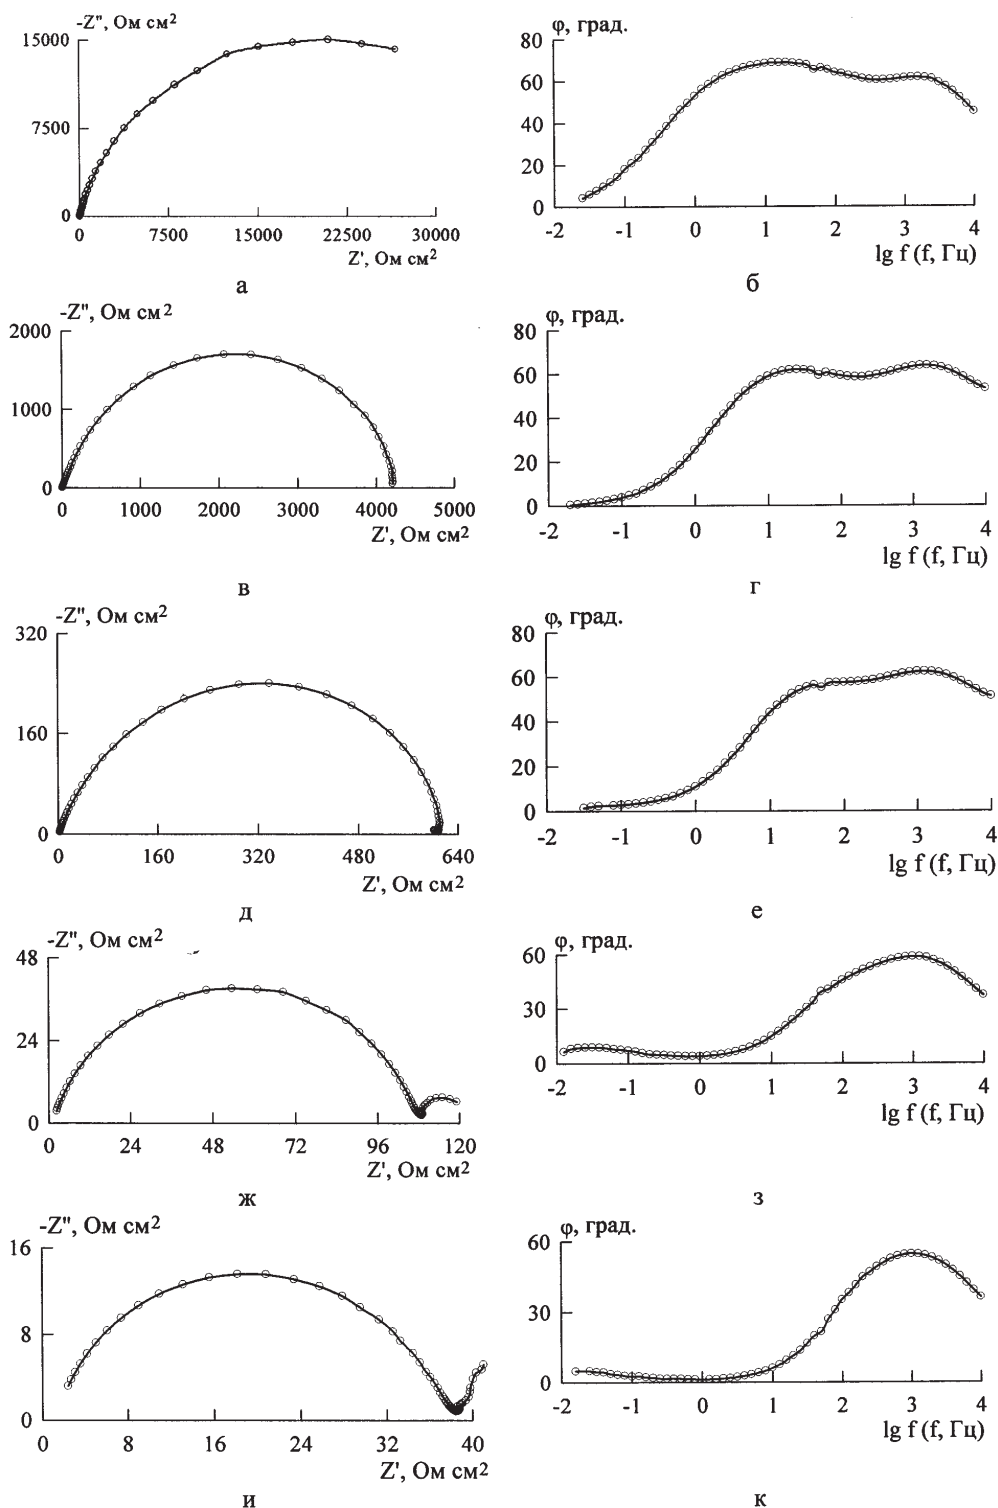 -Z", Ом см2
15000
7500
0
0 7500 15000 22500 30000
Z', Ом см2
а
φ, град.
80
60
40
20
0
-2 -1 0 1 2 3 4
lg f (f, Гц)
б
-Z", Ом см2
2000
1000
0
0 1000 2000 3000 4000 5000
Z', Ом см2
в
φ, град.
80
60
40
20
0
-2 -1 0 1 2 3 4
lg f (f, Гц)
г
-Z", Ом см2
320
160
0
0 160 320 480 640
Z', Ом см2
д
φ, град.
80
60
40
20
0
-2 -1 0 1 2 3 4
lg f (f, Гц)
е
-Z", Ом см2
48
24
0
0 24 48 72 96 120
Z', Ом см2
ж
φ, град.
60
30
0
-2 -1 0 1 2 3 4
lg f (f, Гц)
з
-Z", Ом см2
16
8
0
0 8 16 24 32 40
Z', Ом см2
и
φ, град.
60
30
0
-2 -1 0 1 2 3 4
lg f (f, Гц)
к